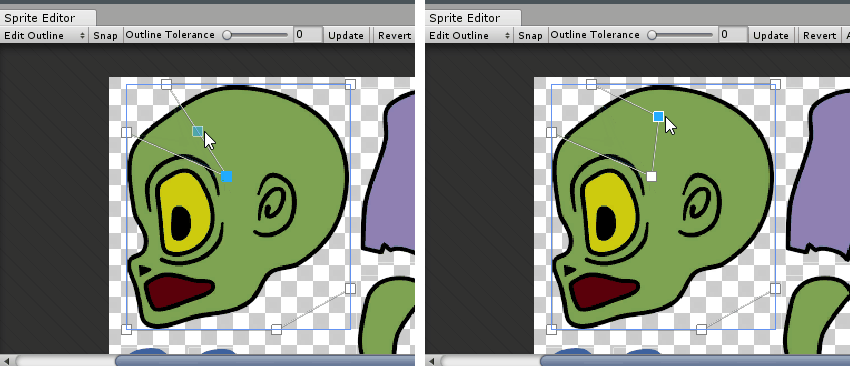 Sprite Editor
Edit Outline Snap Outline Tolerance 0 Update Revert
Sprite Editor
Edit Outline Snap Outline Tolerance 0 Update Revert A